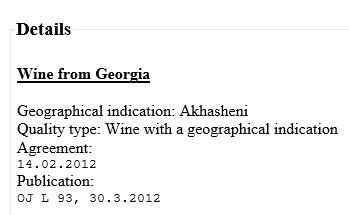 Details
Wine from Georgia
Geographical indication: Akhasheni
Quality type: Wine with a geographical indication
Agreement:
14.02.2012
Publication:
OJ L 93, 30.3.2012